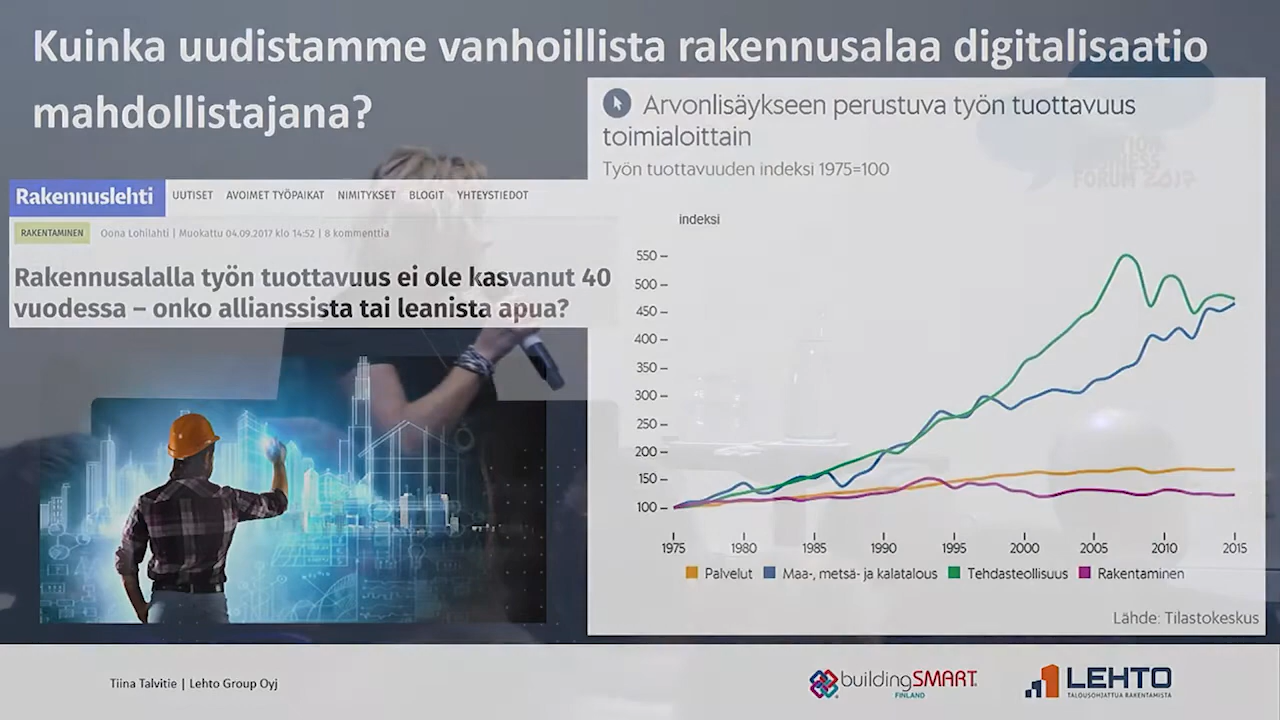 Kuinka uudistamme vanhoillista rakennusalaa digitalisaatio
mahdollistajana?
Rakennuslehti
UUTISET AVOIMET TYÖPAIKAT NIMITYKSET BLOGIT YHTEYSTIEDOT
RAKENTAMINEN Oona Lohilahti | Muokattu 04.09.2017 klo 14:52 | 8 kommenttia
Rakennusalalla työn tuottavuus ei ole kasvanut 40
vuodessa – onko allianssista tai leanista apua?
Arvonlisäykseen perustuva työn tuottavuus
toimialoittain
Työn tuottavuuden indeksi 1975=100
FORUM 2017
indeksi
550
500
450
400
350
300
250
200
150
100
1975 1980 1985 1990 1995 2000 2005 2010 2015
Palvelut Maa-, metsä- ja kalatalous Tehdasteollisuus Rakentaminen
Lähde: Tilastokeskus
Tiina Talvitie | Lehto Group Oyj
buildingSMART
FINLAND
LEHTO
TALOUSOHJATTUA RAKENTAMISTA